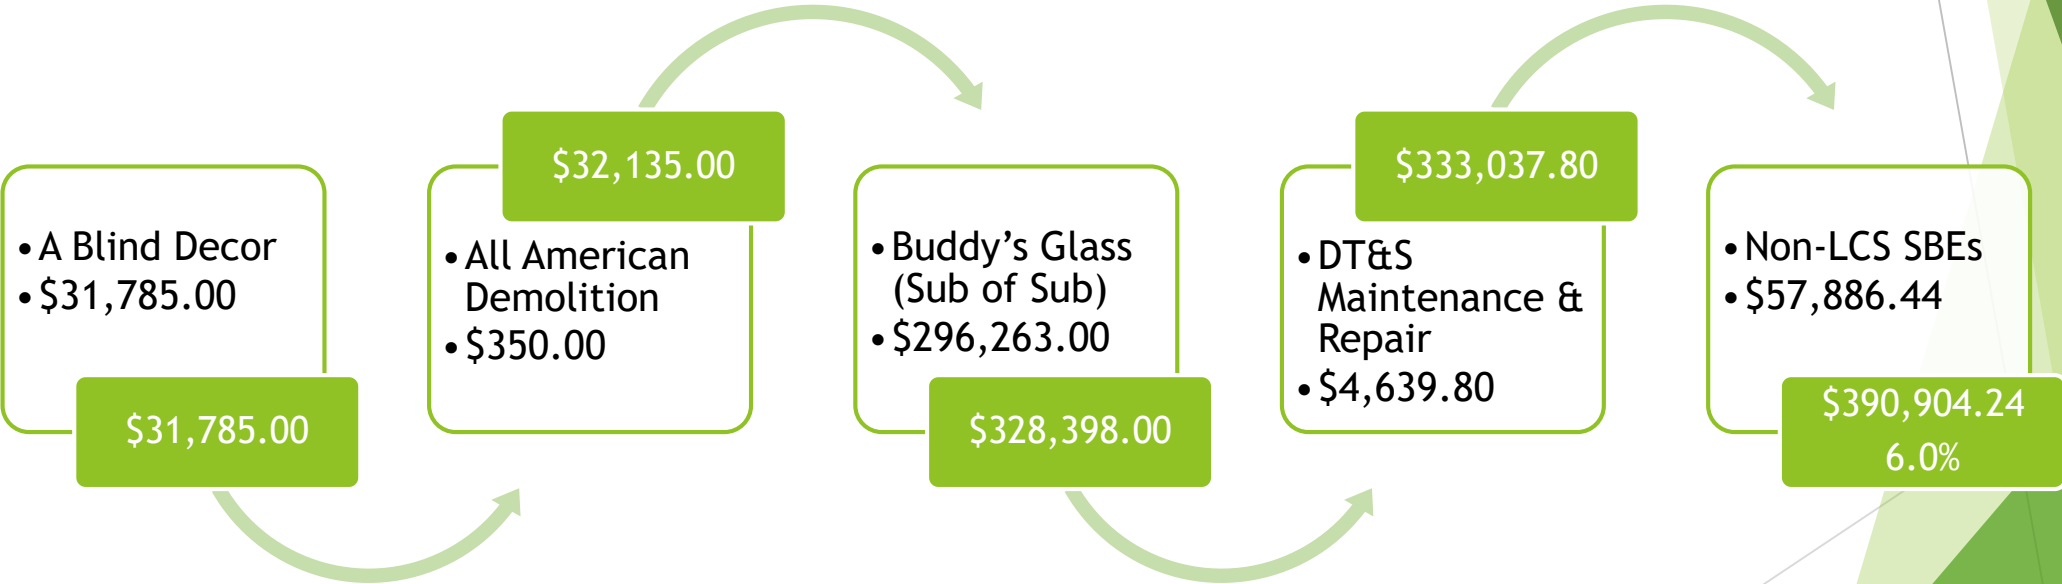 • A Blind Decor
• $31,785.00
$31,785.00
$32,135.00
• All American
Demolition
• $350.00
• Buddy’s Glass
(Sub of Sub)
• $296,263.00
$328,398.00
$333,037.80
• DT&S
Maintenance &
Repair
• $4,639.80
• Non-LCS SBEs
• $57,886.44
$390,904.24
6.0%